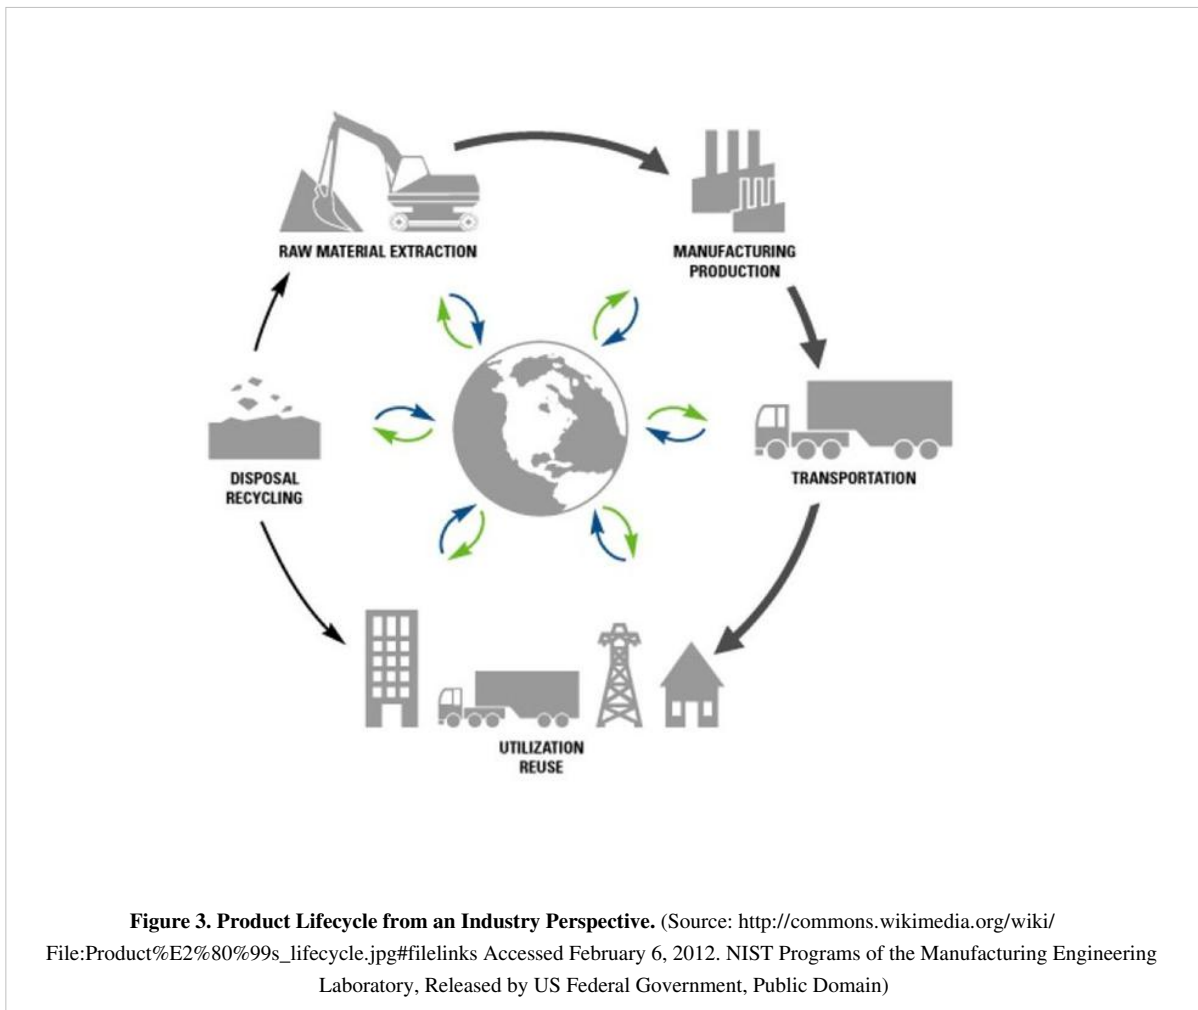 RAW MATERIAL EXTRACTION
MANUFACTURING
PRODUCTION
DISPOSAL
RECYCLING
TRANSPORTATION
UTILIZATION
REUSE
Figure 3. Product Lifecycle from an Industry Perspective. (Source: http://commons.wikimedia.org/wiki/
File:Product%E2%80%99s_lifecycle.jpg#filelinks Accessed February 6, 2012. NIST Programs of the Manufacturing Engineering
Laboratory, Released by US Federal Government, Public Domain)